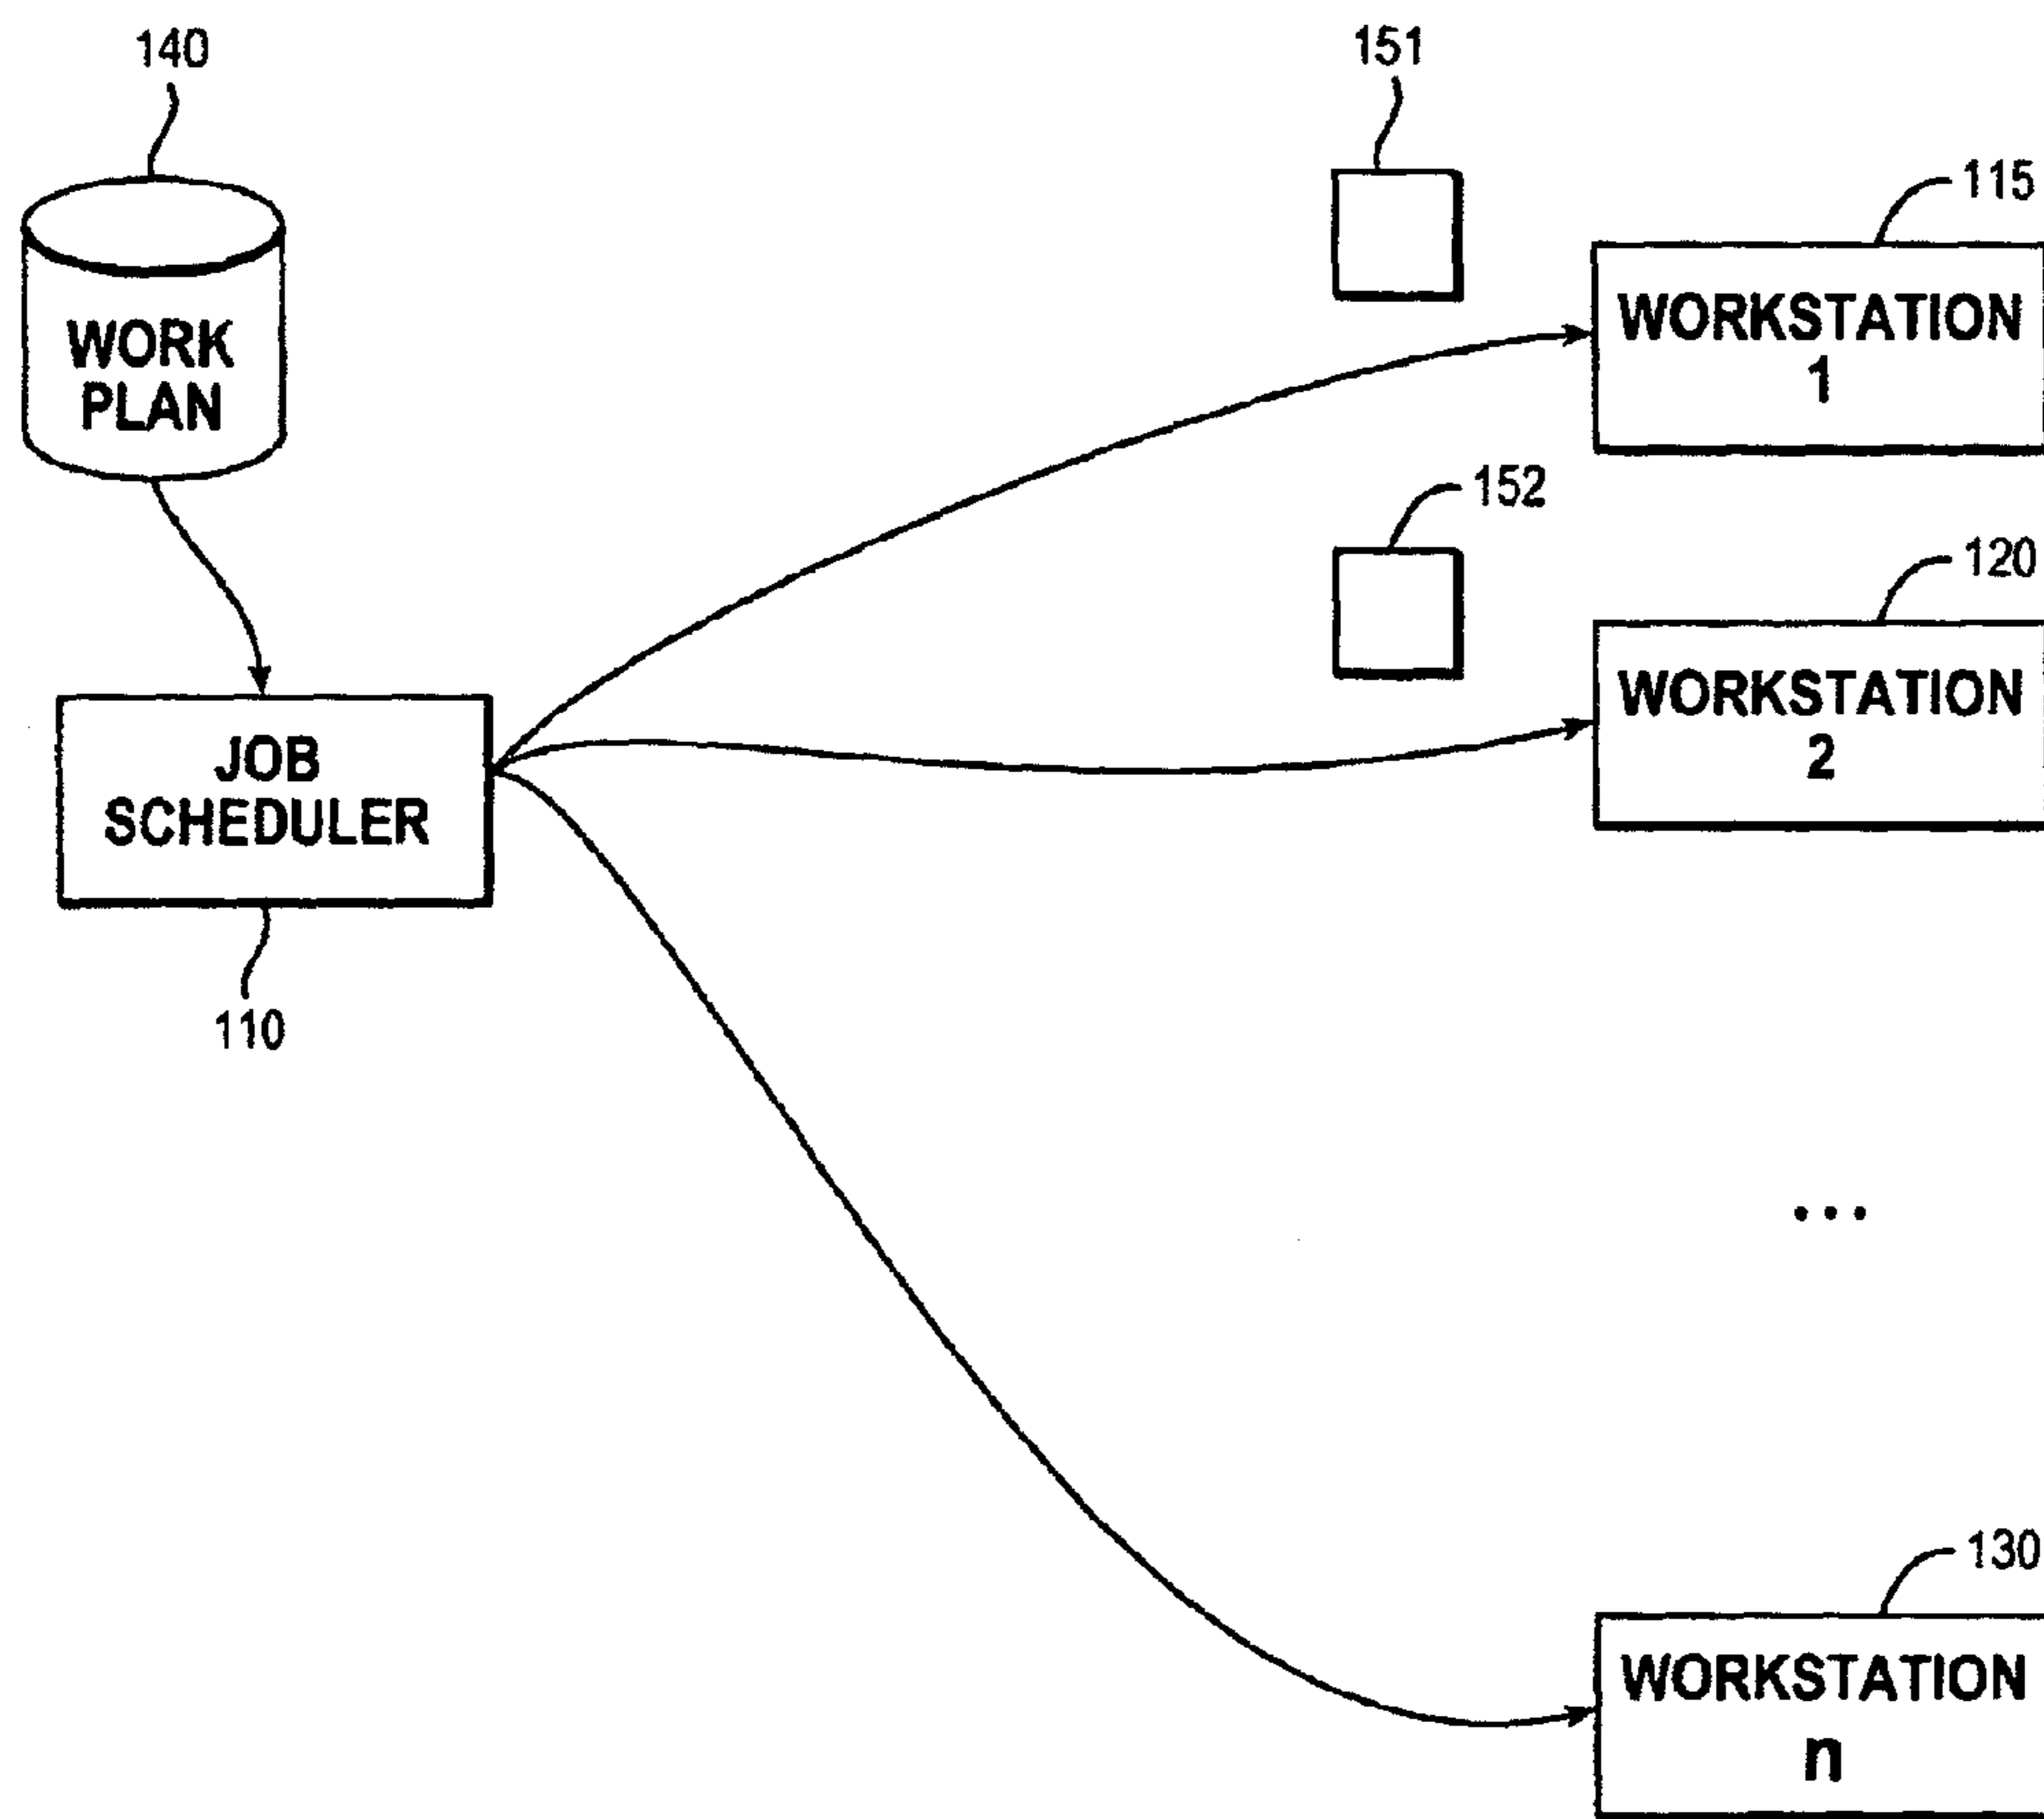 140
151
115
WORK
PLAN
WORKSTATION
1
152
120
WORKSTATION
2
JOB
SCHEDULER
110
...
130
WORKSTATION
n